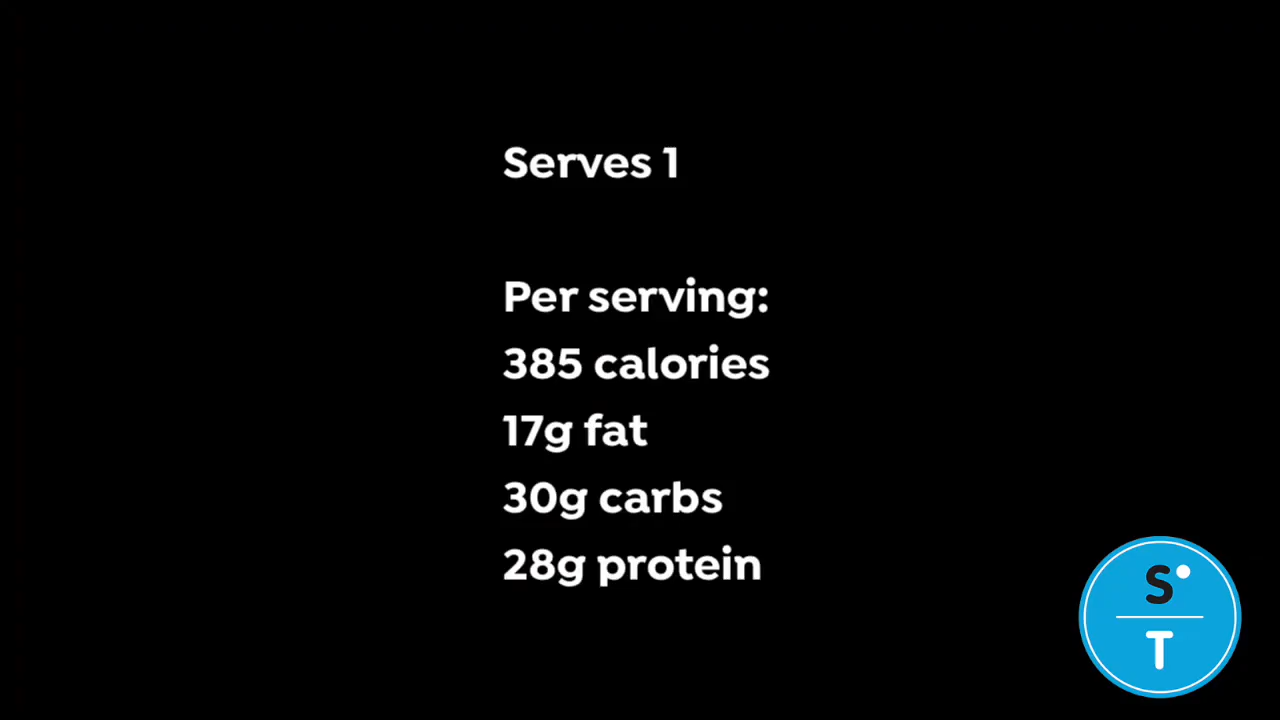 Serves 1
Per serving:
385 calories
17g fat
30g carbs
28g protein
S
T